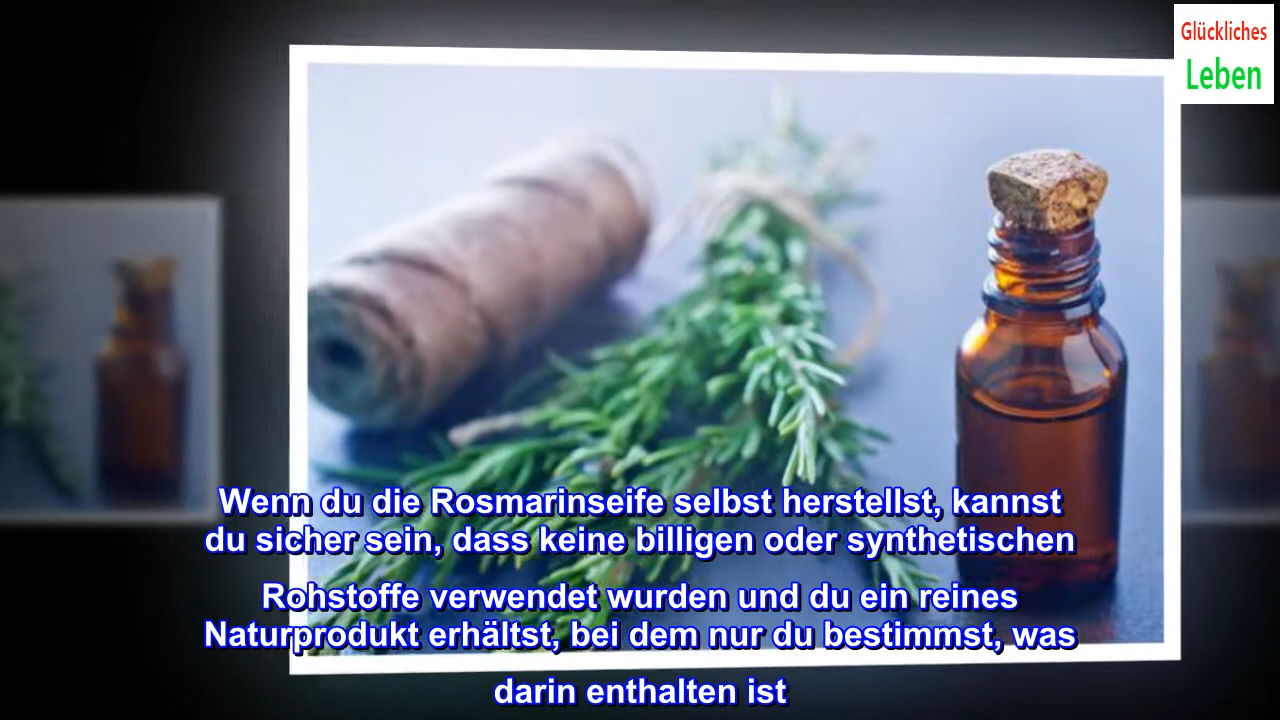 Glückliches
Leben
Wenn du die Rosmarinseife selbst herstellst, kannst
du sicher sein, dass keine billigen oder synthetischen
Rohstoffe verwendet wurden und du ein reines
Naturprodukt erhältst, bei dem nur du bestimmst, was
darin enthalten ist